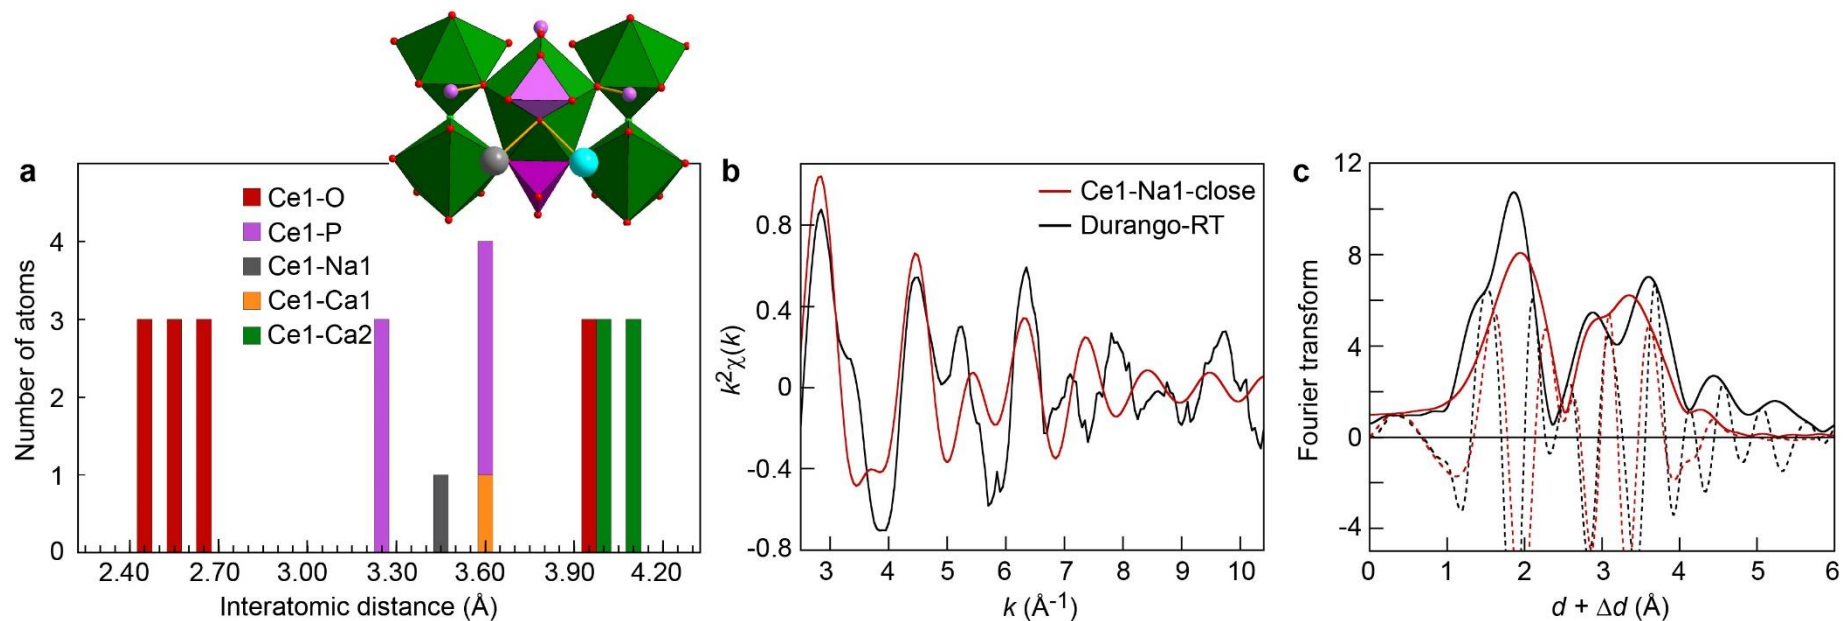 a
Ce1-O
Ce1-P
Ce1-Na1
Ce1-Ca1
Ce1-Ca2
Number of atoms
4
3
2
1
0
2.40 2.70 3.00 3.30 3.60 3.90 4.20
Interatomic distance (Å)
b
Ce1-Na1-close
Durango-RT
k²χ(k)
0.8
0.4
0
-0.4
-0.8
3 4 5 6 7 8 9 10
k (Å⁻¹)
c
Fourier transform
12
8
4
0
-4
0 1 2 3 4 5 6
d + Δd (Å)